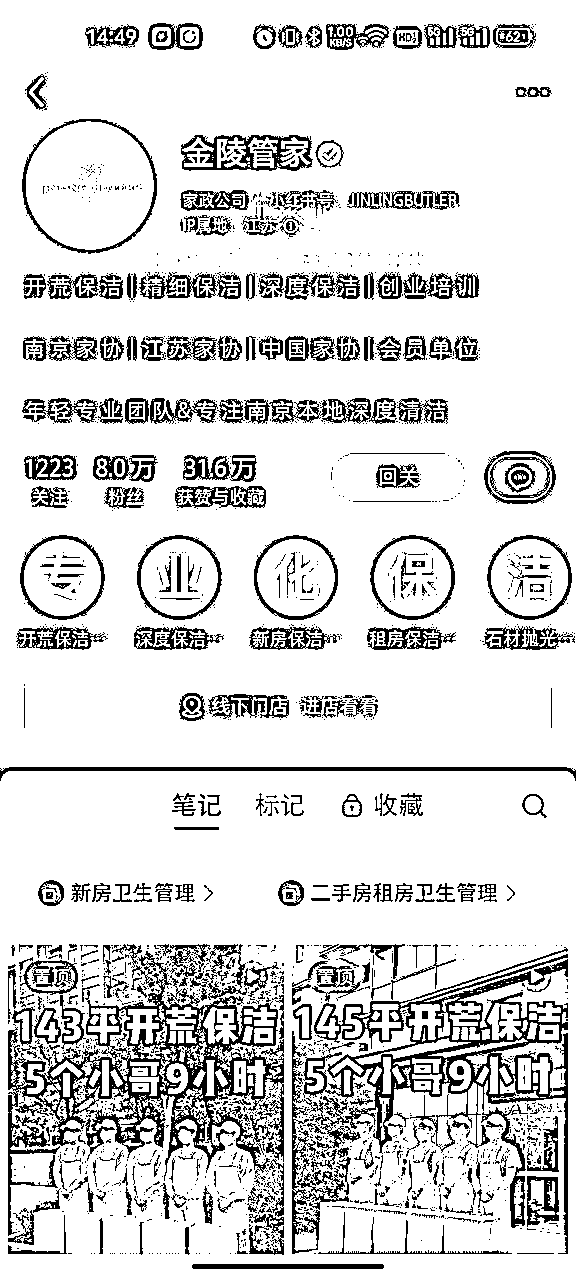 14:49
1.00 KB/S HD 5G 5G 62
金陵管家
家政公司 小红书号: JINLINGBUTLER
IP属地: 江苏
开荒保洁||精细保洁||深度保洁||创业培训
南京家协||江苏家协||中国家协||会员单位
年轻专业团队&专注南京本地深度清洁
1223 8.0万 31.6万
关注 粉丝 获赞与收藏
回关
专 业 化 保 洁
开荒保洁… 深度保洁… 新房保洁… 租房保洁… 石材抛光…
线下门店 进店看看
笔记 标记 收藏
新房卫生管理 二手房租房卫生管理
置顶 置顶
143平开荒保洁
5个小哥9小时
145平开荒保洁
5个小哥9小时